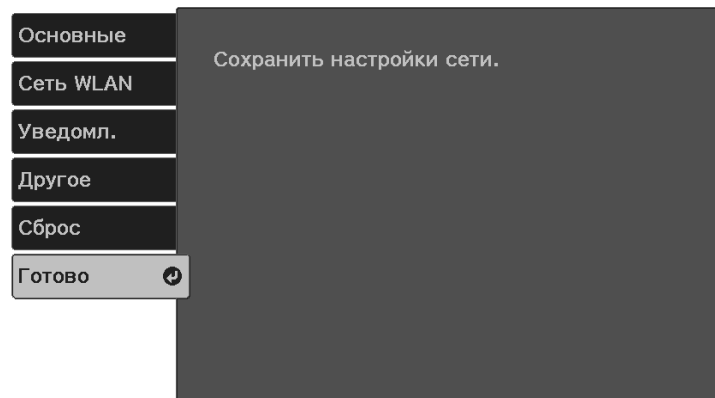 Основные
Сеть WLAN
Уведомл.
Другое
Сброс
Готово
Сохранить настройки сети.